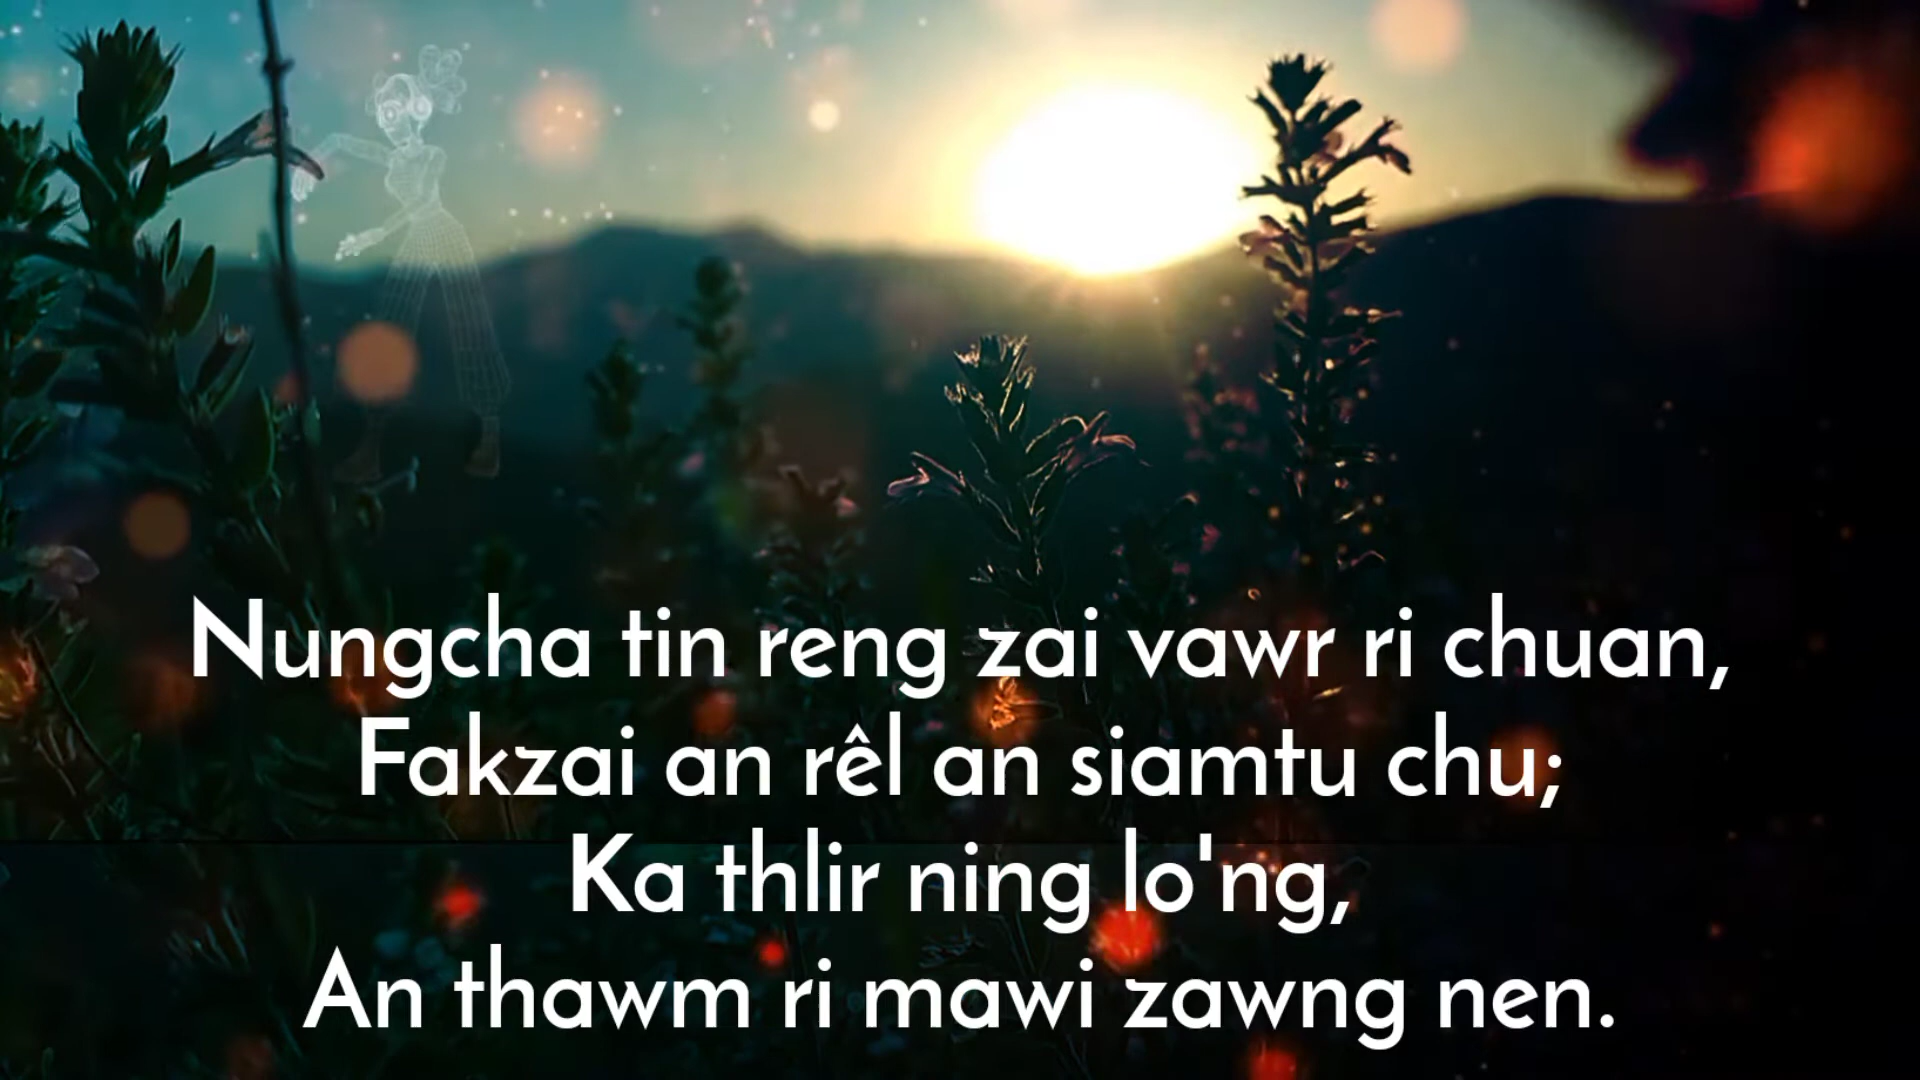 Nungcha tin reng zai vawr ri chuan,
Fakzai an rêl an siamtu chu;
Ka thlir ning lo'ng,
An thawm ri mawi zawng nen.